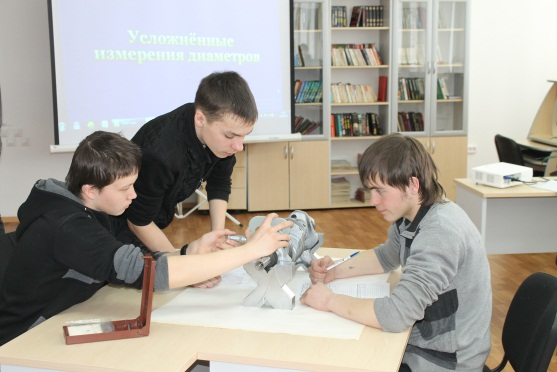 Усложнённые
измерения диаметров